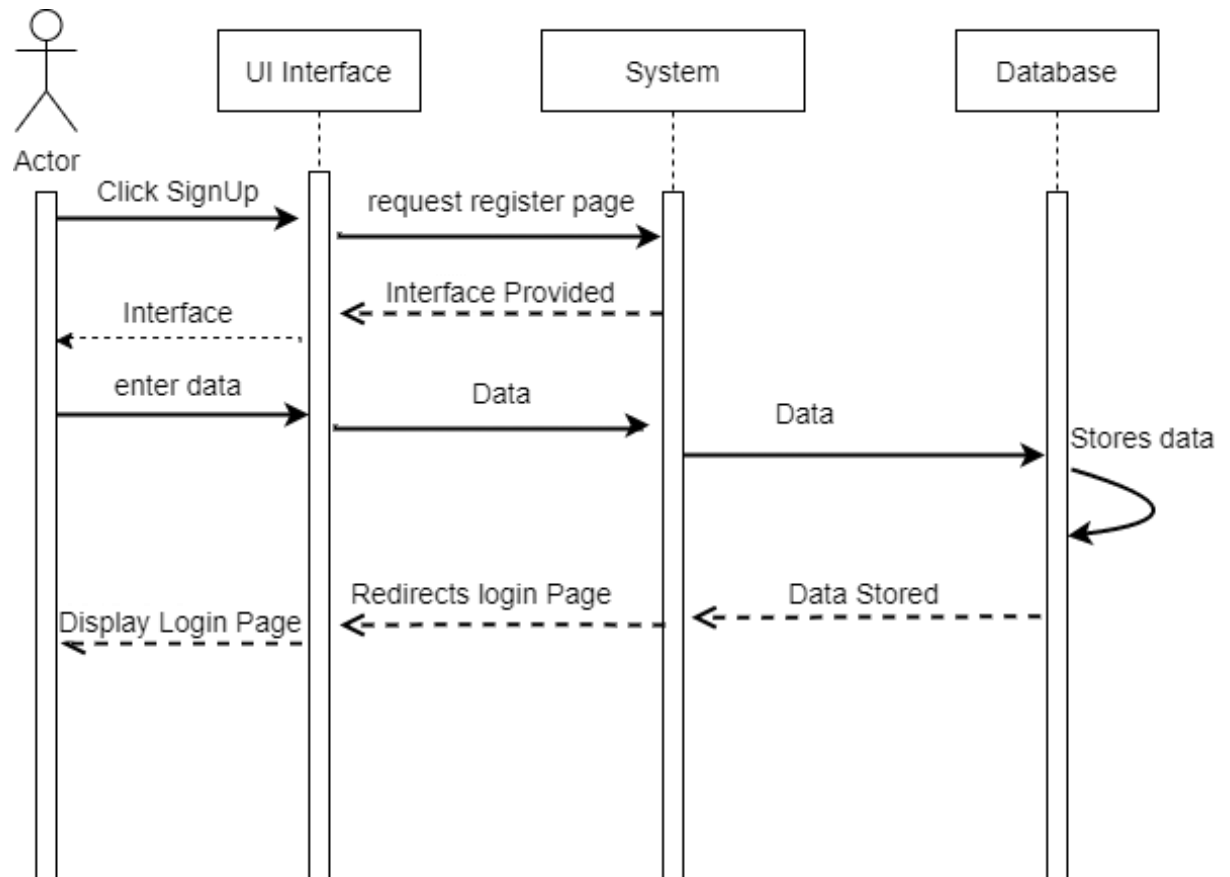 UI Interface
System
Database
Actor
Click SignUp
request register page
Interface Provided
Interface
enter data
Data
Data
Stores data
Redirects login Page
Data Stored
Display Login Page